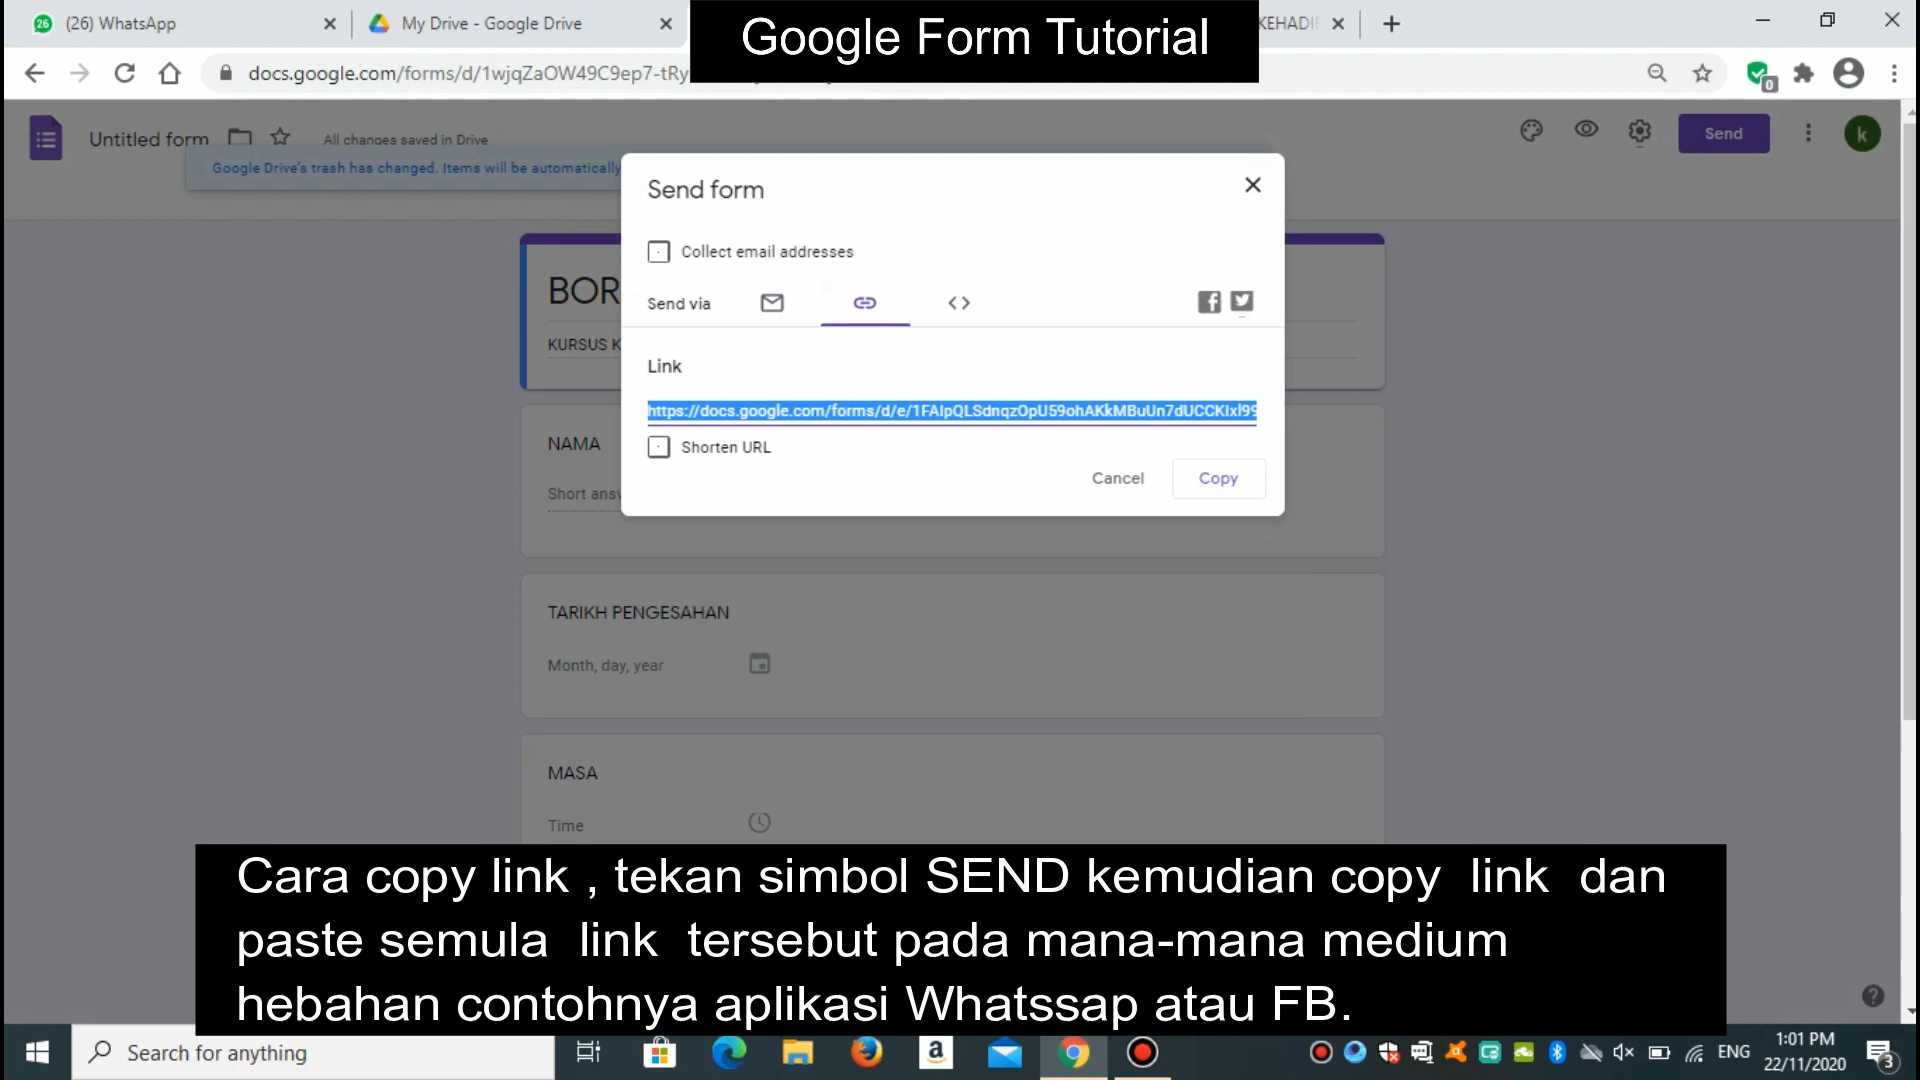 (26) WhatsApp
My Drive - Google Drive
Google Form Tutorial
docs.google.com/forms/d/1wjqZaOW49C9ep7-tRy
0
Untitled form
All changes saved in Drive
Send
k
Google Drive's trash has changed. Items will be automatically
Send form
Collect email addresses
BOR
Send via
KURSUS K
Link
https://docs.google.com/forms/d/e/1FAIpQLSdnqzOpU59ohAKkMBuUn7dUCCKIxl99
NAMA
Shorten URL
Cancel
Copy
Short
TARIKH PENGESAHAN
Month, day, year
MASA
Time
Cara copy link , tekan simbol SEND kemudian copy link dan
paste semula link tersebut pada mana-mana medium
hebahan contohnya aplikasi Whatssap atau FB.
Search for anything
ENG
1:01 PM
22/11/2020
3